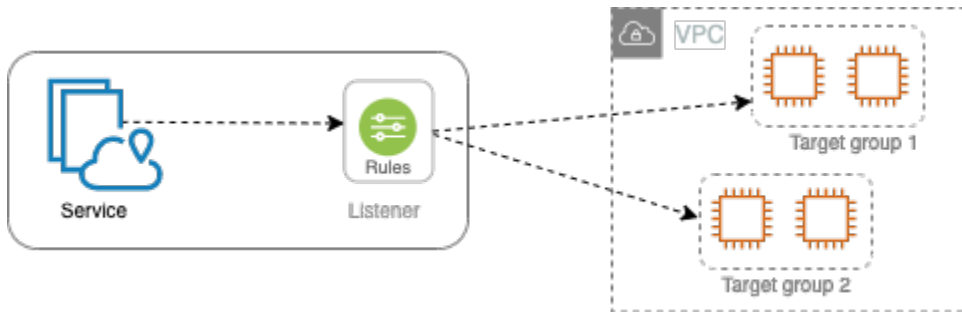 VPC
Target group 1
Rules
Service
Listener
Target group 2